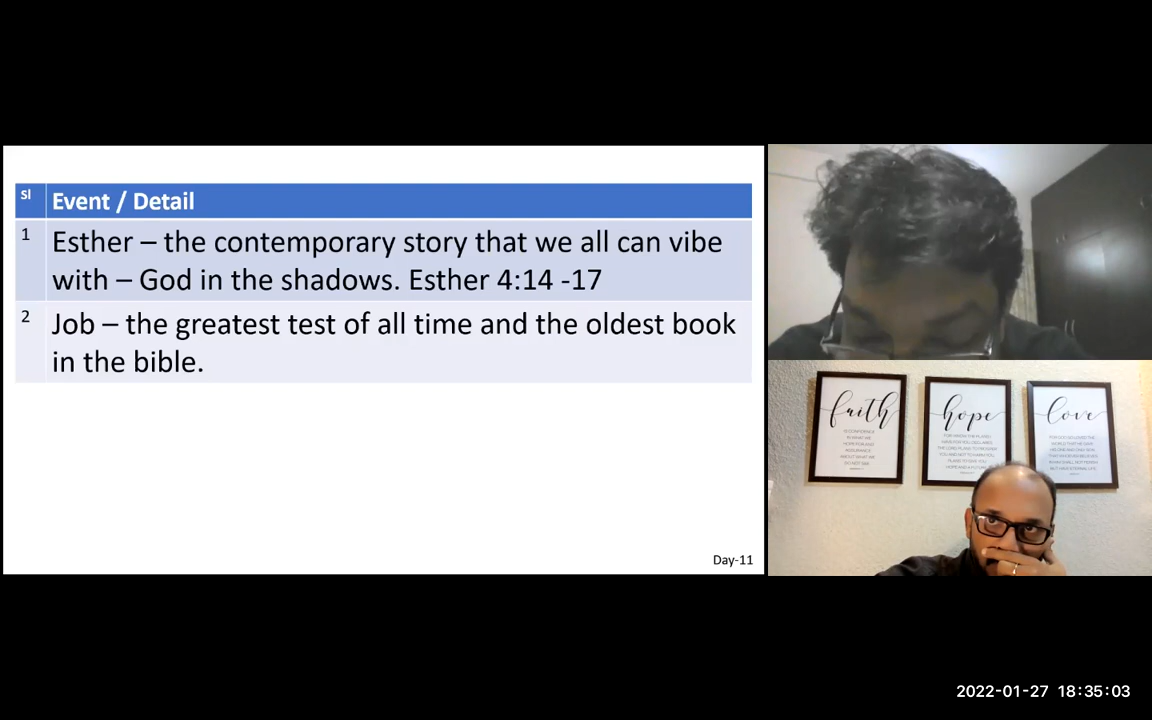 Sl Event / Detail
1 Esther – the contemporary story that we all can vibe
with – God in the shadows. Esther 4:14 -17
2 Job – the greatest test of all time and the oldest book
in the bible.
Day-11
faith
hope
love
2022-01-27 18:35:03